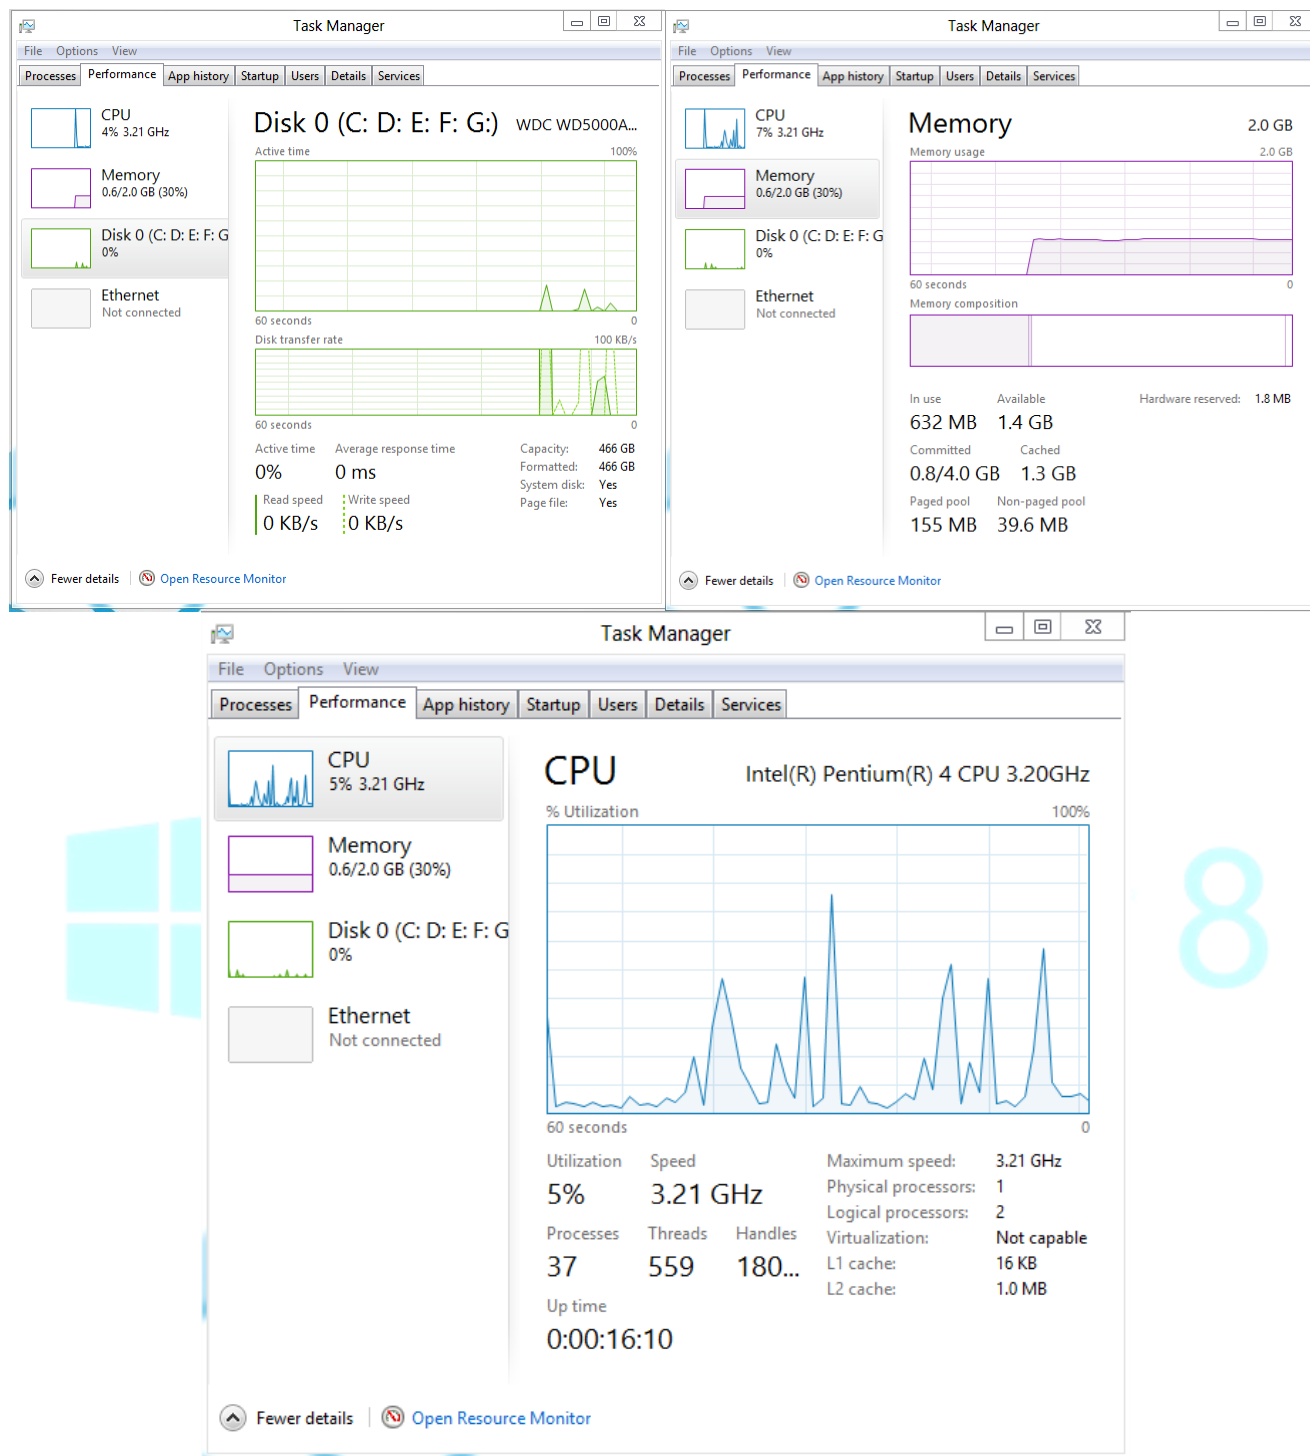 Task Manager
File Options View
Processes Performance App history Startup Users Details Services
CPU
4% 3.21 GHz
Memory
0.6/2.0 GB (30%)
Disk 0 (C: D: E: F: G
0%
Ethernet
Not connected
Disk 0 (C: D: E: F: G:) WDC WD5000A...
Active time 100%
60 seconds 0
Disk transfer rate 100 KB/s
60 seconds 0
Active time Average response time
0% 0 ms
Read speed Write speed
0 KB/s 0 KB/s
Capacity: 466 GB
Formatted: 466 GB
System disk: Yes
Page file: Yes
Fewer details Open Resource Monitor
Task Manager
File Options View
Processes Performance App history Startup Users Details Services
CPU
7% 3.21 GHz
Memory
0.6/2.0 GB (30%)
Disk 0 (C: D: E: F: G
0%
Ethernet
Not connected
Memory 2.0 GB
Memory usage 2.0 GB
60 seconds 0
Memory composition
In use Available
632 MB 1.4 GB
Committed Cached
0.8/4.0 GB 1.3 GB
Paged pool Non-paged pool
155 MB 39.6 MB
Hardware reserved: 1.8 MB
Fewer details Open Resource Monitor
Task Manager
File Options View
Processes Performance App history Startup Users Details Services
CPU
5% 3.21 GHz
Memory
0.6/2.0 GB (30%)
Disk 0 (C: D: E: F: G
0%
Ethernet
Not connected
CPU Intel(R) Pentium(R) 4 CPU 3.20GHz
% Utilization 100%
60 seconds 0
Utilization Speed
5% 3.21 GHz
Processes Threads Handles
37 559 180...
Up time
0:00:16:10
Maximum speed: 3.21 GHz
Physical processors: 1
Logical processors: 2
Virtualization: Not capable
L1 cache: 16 KB
L2 cache: 1.0 MB
Fewer details Open Resource Monitor
8